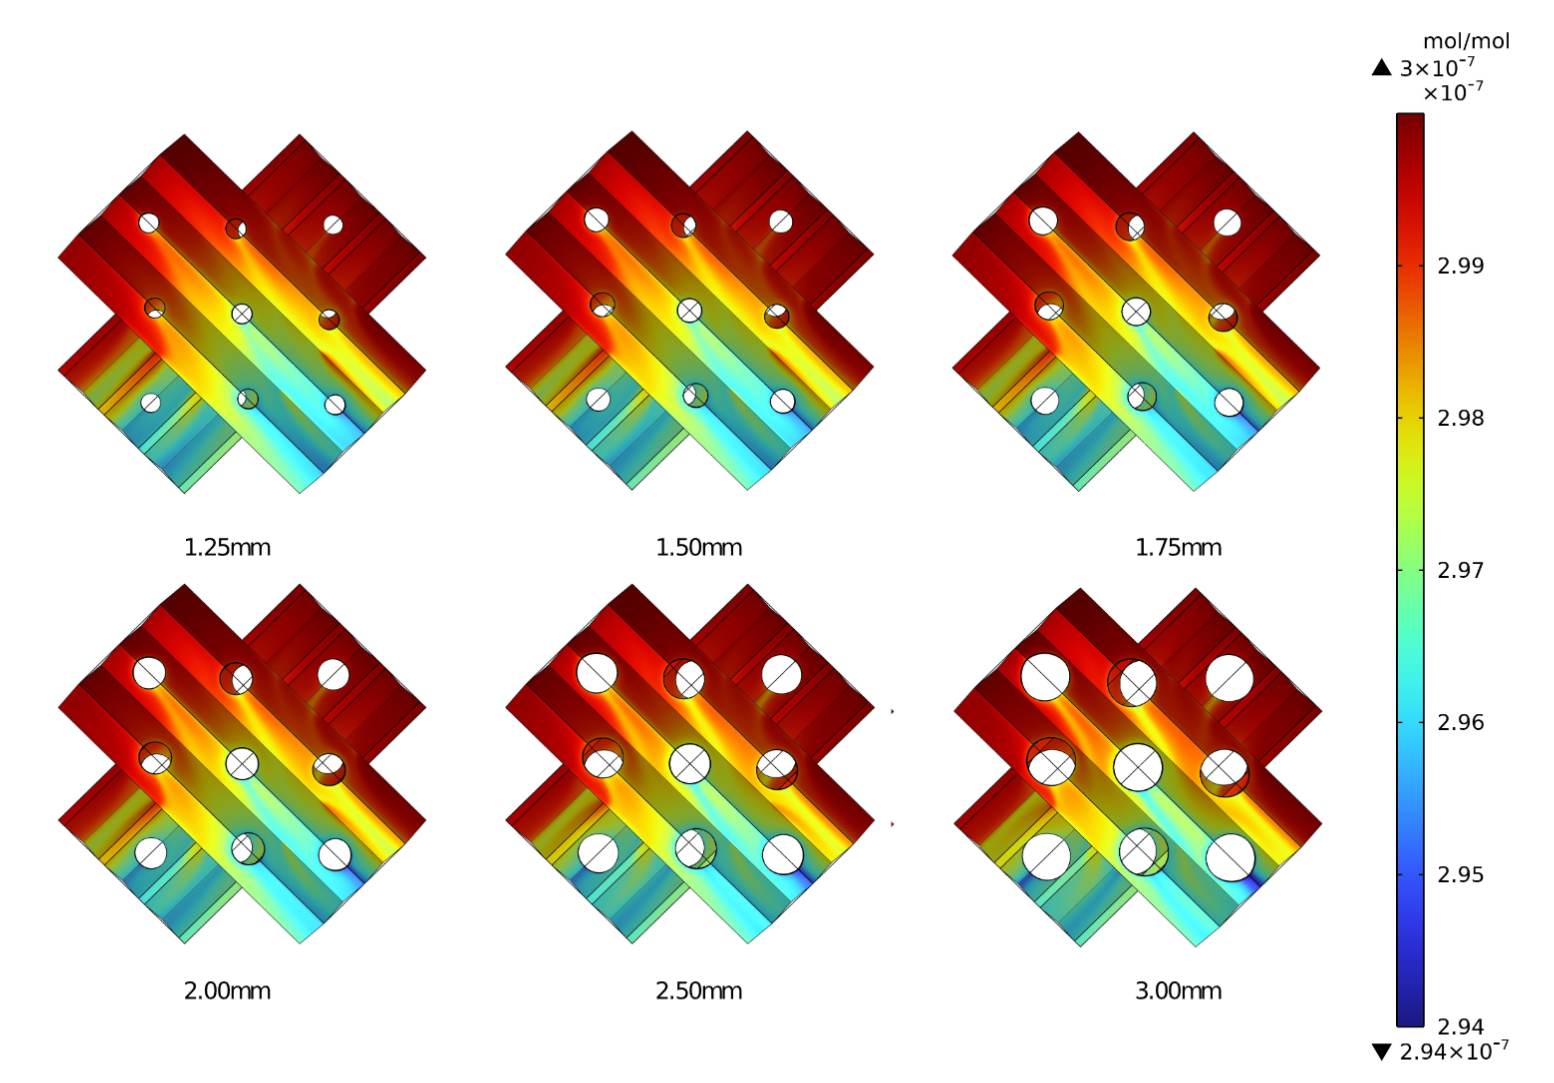 mol/mol
▲ 3×10⁻⁷
×10⁻⁷
2.99
2.98
2.97
2.96
2.95
2.94
▼ 2.94×10⁻⁷
1.25mm
1.50mm
1.75mm
2.00mm
2.50mm
3.00mm